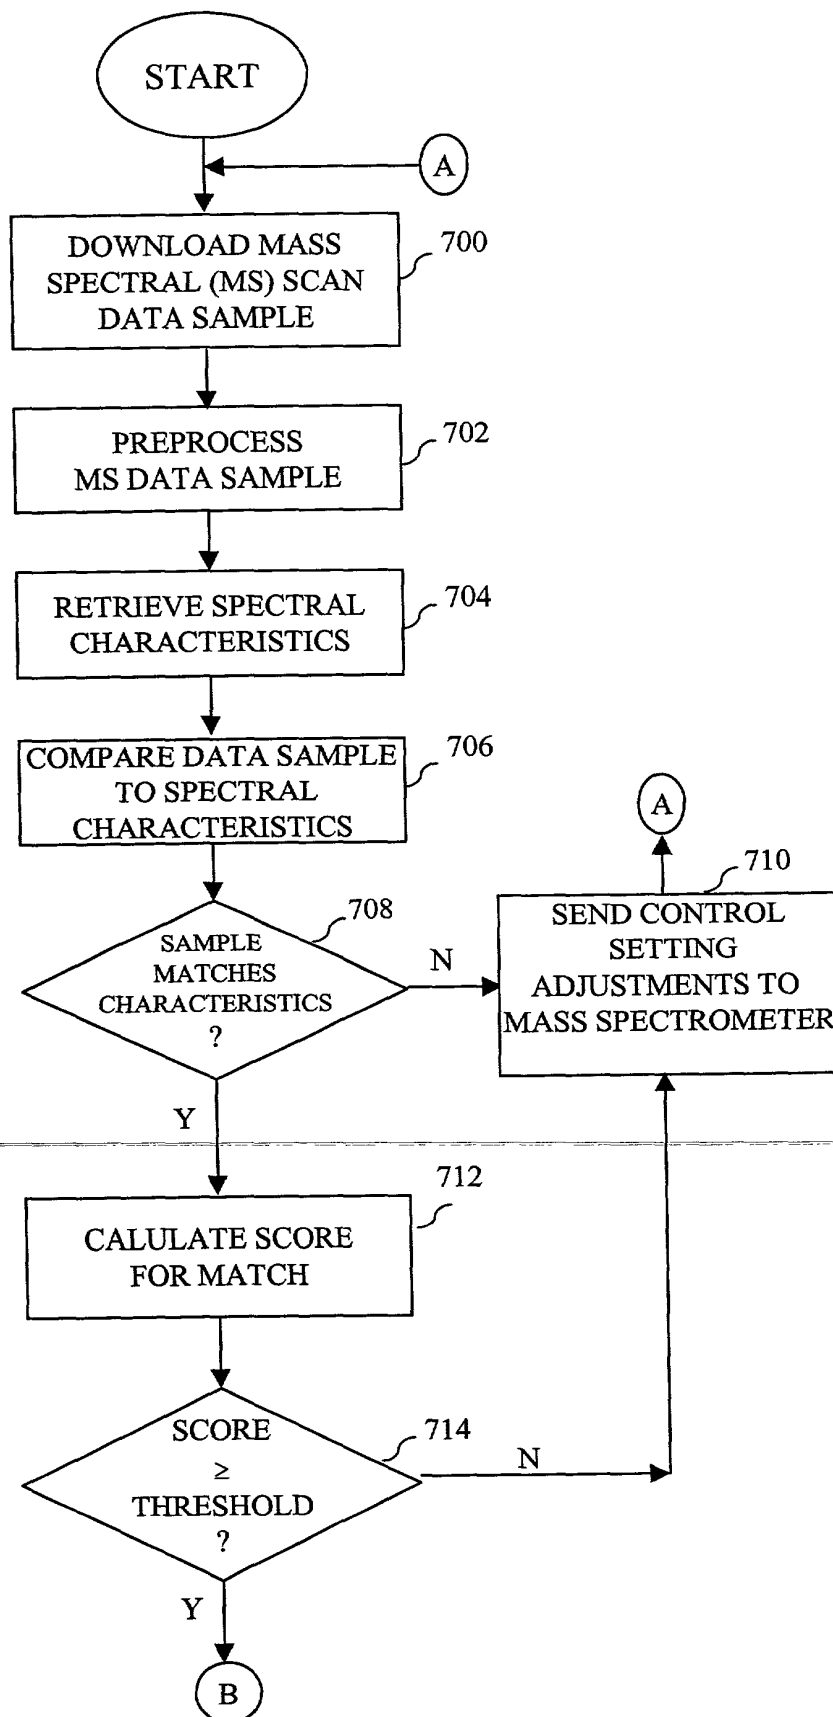 START
A
DOWNLOAD MASS
SPECTRAL (MS) SCAN
DATA SAMPLE
700
PREPROCESS
MS DATA SAMPLE
702
RETRIEVE SPECTRAL
CHARACTERISTICS
704
COMPARE DATA SAMPLE
TO SPECTRAL
CHARACTERISTICS
706
SAMPLE
MATCHES
CHARACTERISTICS
?
708
N
A
710
SEND CONTROL
SETTING
ADJUSTMENTS TO
MASS SPECTROMETER
Y
712
CALULATE SCORE
FOR MATCH
SCORE
≥
THRESHOLD
?
714
N
Y
B